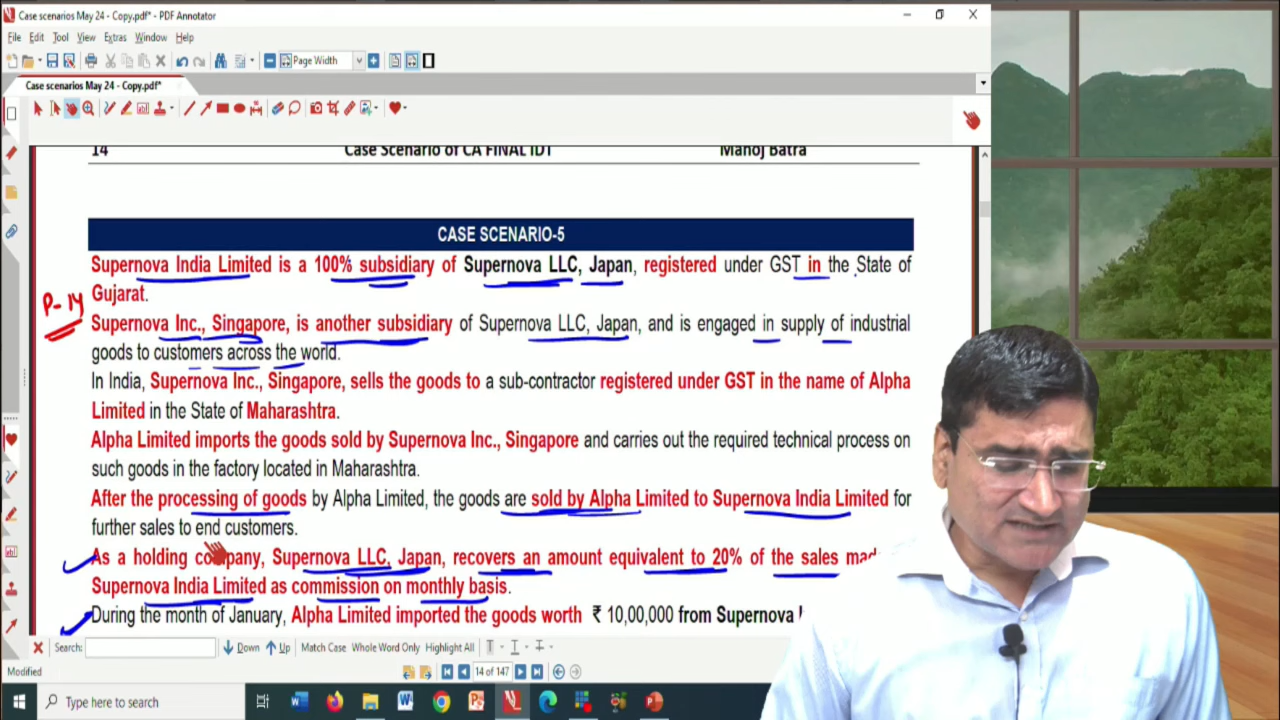 Case scenarios May 24 - Copy.pdf* - PDF Annotator
File Edit Tool View Extras Window Help
Page Width
Case scenarios May 24 - Copy.pdf*
14 Case Scenario of CA FINAL IDT Manoj Batra
CASE SCENARIO-5
Supernova India Limited is a 100% subsidiary of Supernova LLC, Japan, registered under GST in the State of
Gujarat.
P-14
Supernova Inc., Singapore, is another subsidiary of Supernova LLC, Japan, and is engaged in supply of industrial
goods to customers across the world.
In India, Supernova Inc., Singapore, sells the goods to a sub-contractor registered under GST in the name of Alpha
Limited in the State of Maharashtra.
Alpha Limited imports the goods sold by Supernova Inc., Singapore and carries out the required technical process on
such goods in the factory located in Maharashtra.
After the processing of goods by Alpha Limited, the goods are sold by Alpha Limited to Supernova India Limited for
further sales to end customers.
As a holding company, Supernova LLC, Japan, recovers an amount equivalent to 20% of the sales
Supernova India Limited as commission on monthly basis.
During the month of January, Alpha Limited imported the goods worth ₹ 10,00,000 from Supernova
Search: Down Up Match Case Whole Word Only Highlight All
Modified 14 of 147
Type here to search